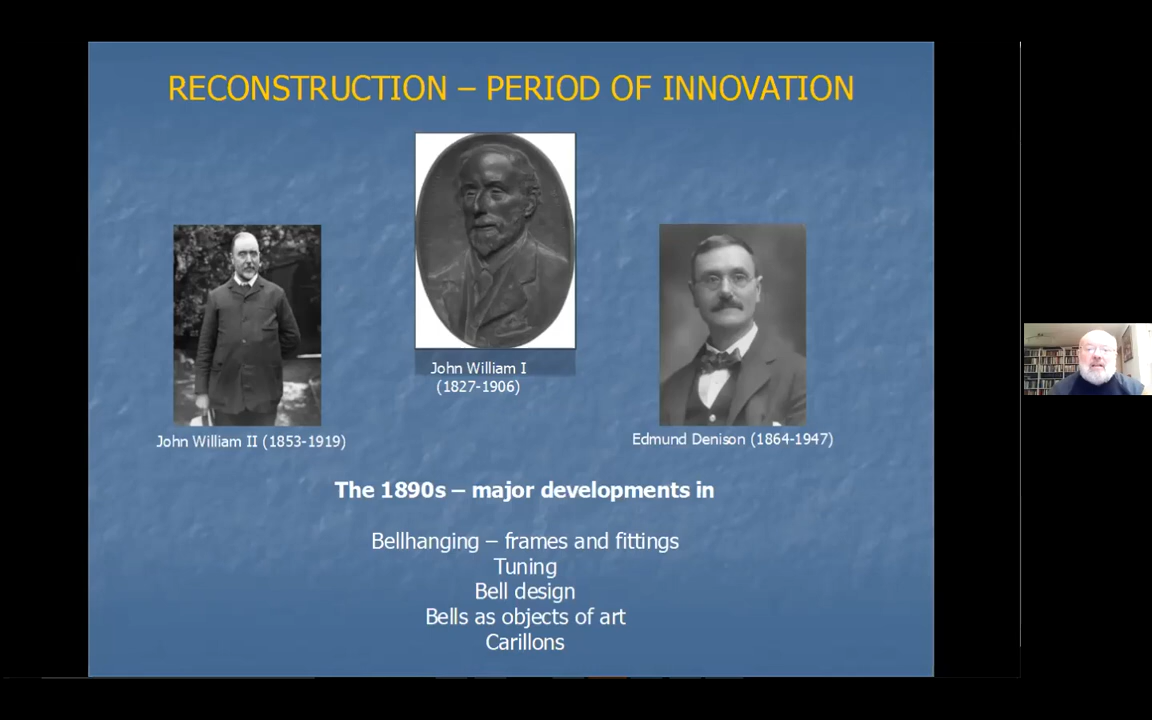 RECONSTRUCTION – PERIOD OF INNOVATION
John William I
(1827-1906)
John William II (1853-1919)
Edmund Denison (1864-1947)
The 1890s – major developments in
Bellhanging – frames and fittings
Tuning
Bell design
Bells as objects of art
Carillons